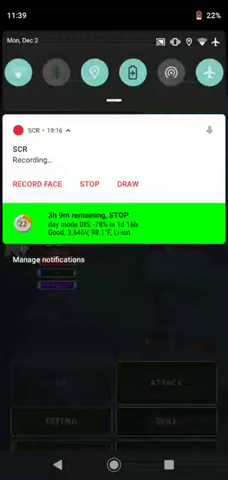 11:39
22%
Mon, Dec 2
SCR • 19:16
SCR
Recording...
RECORD FACE STOP DRAW
22
3h 9m remaining, STOP
day mode DIS, -78% in 1d 16h
Good, 3.646V, 98.1°F, Li-ion
Manage notifications
ATTACK
DEFEND
SKILL